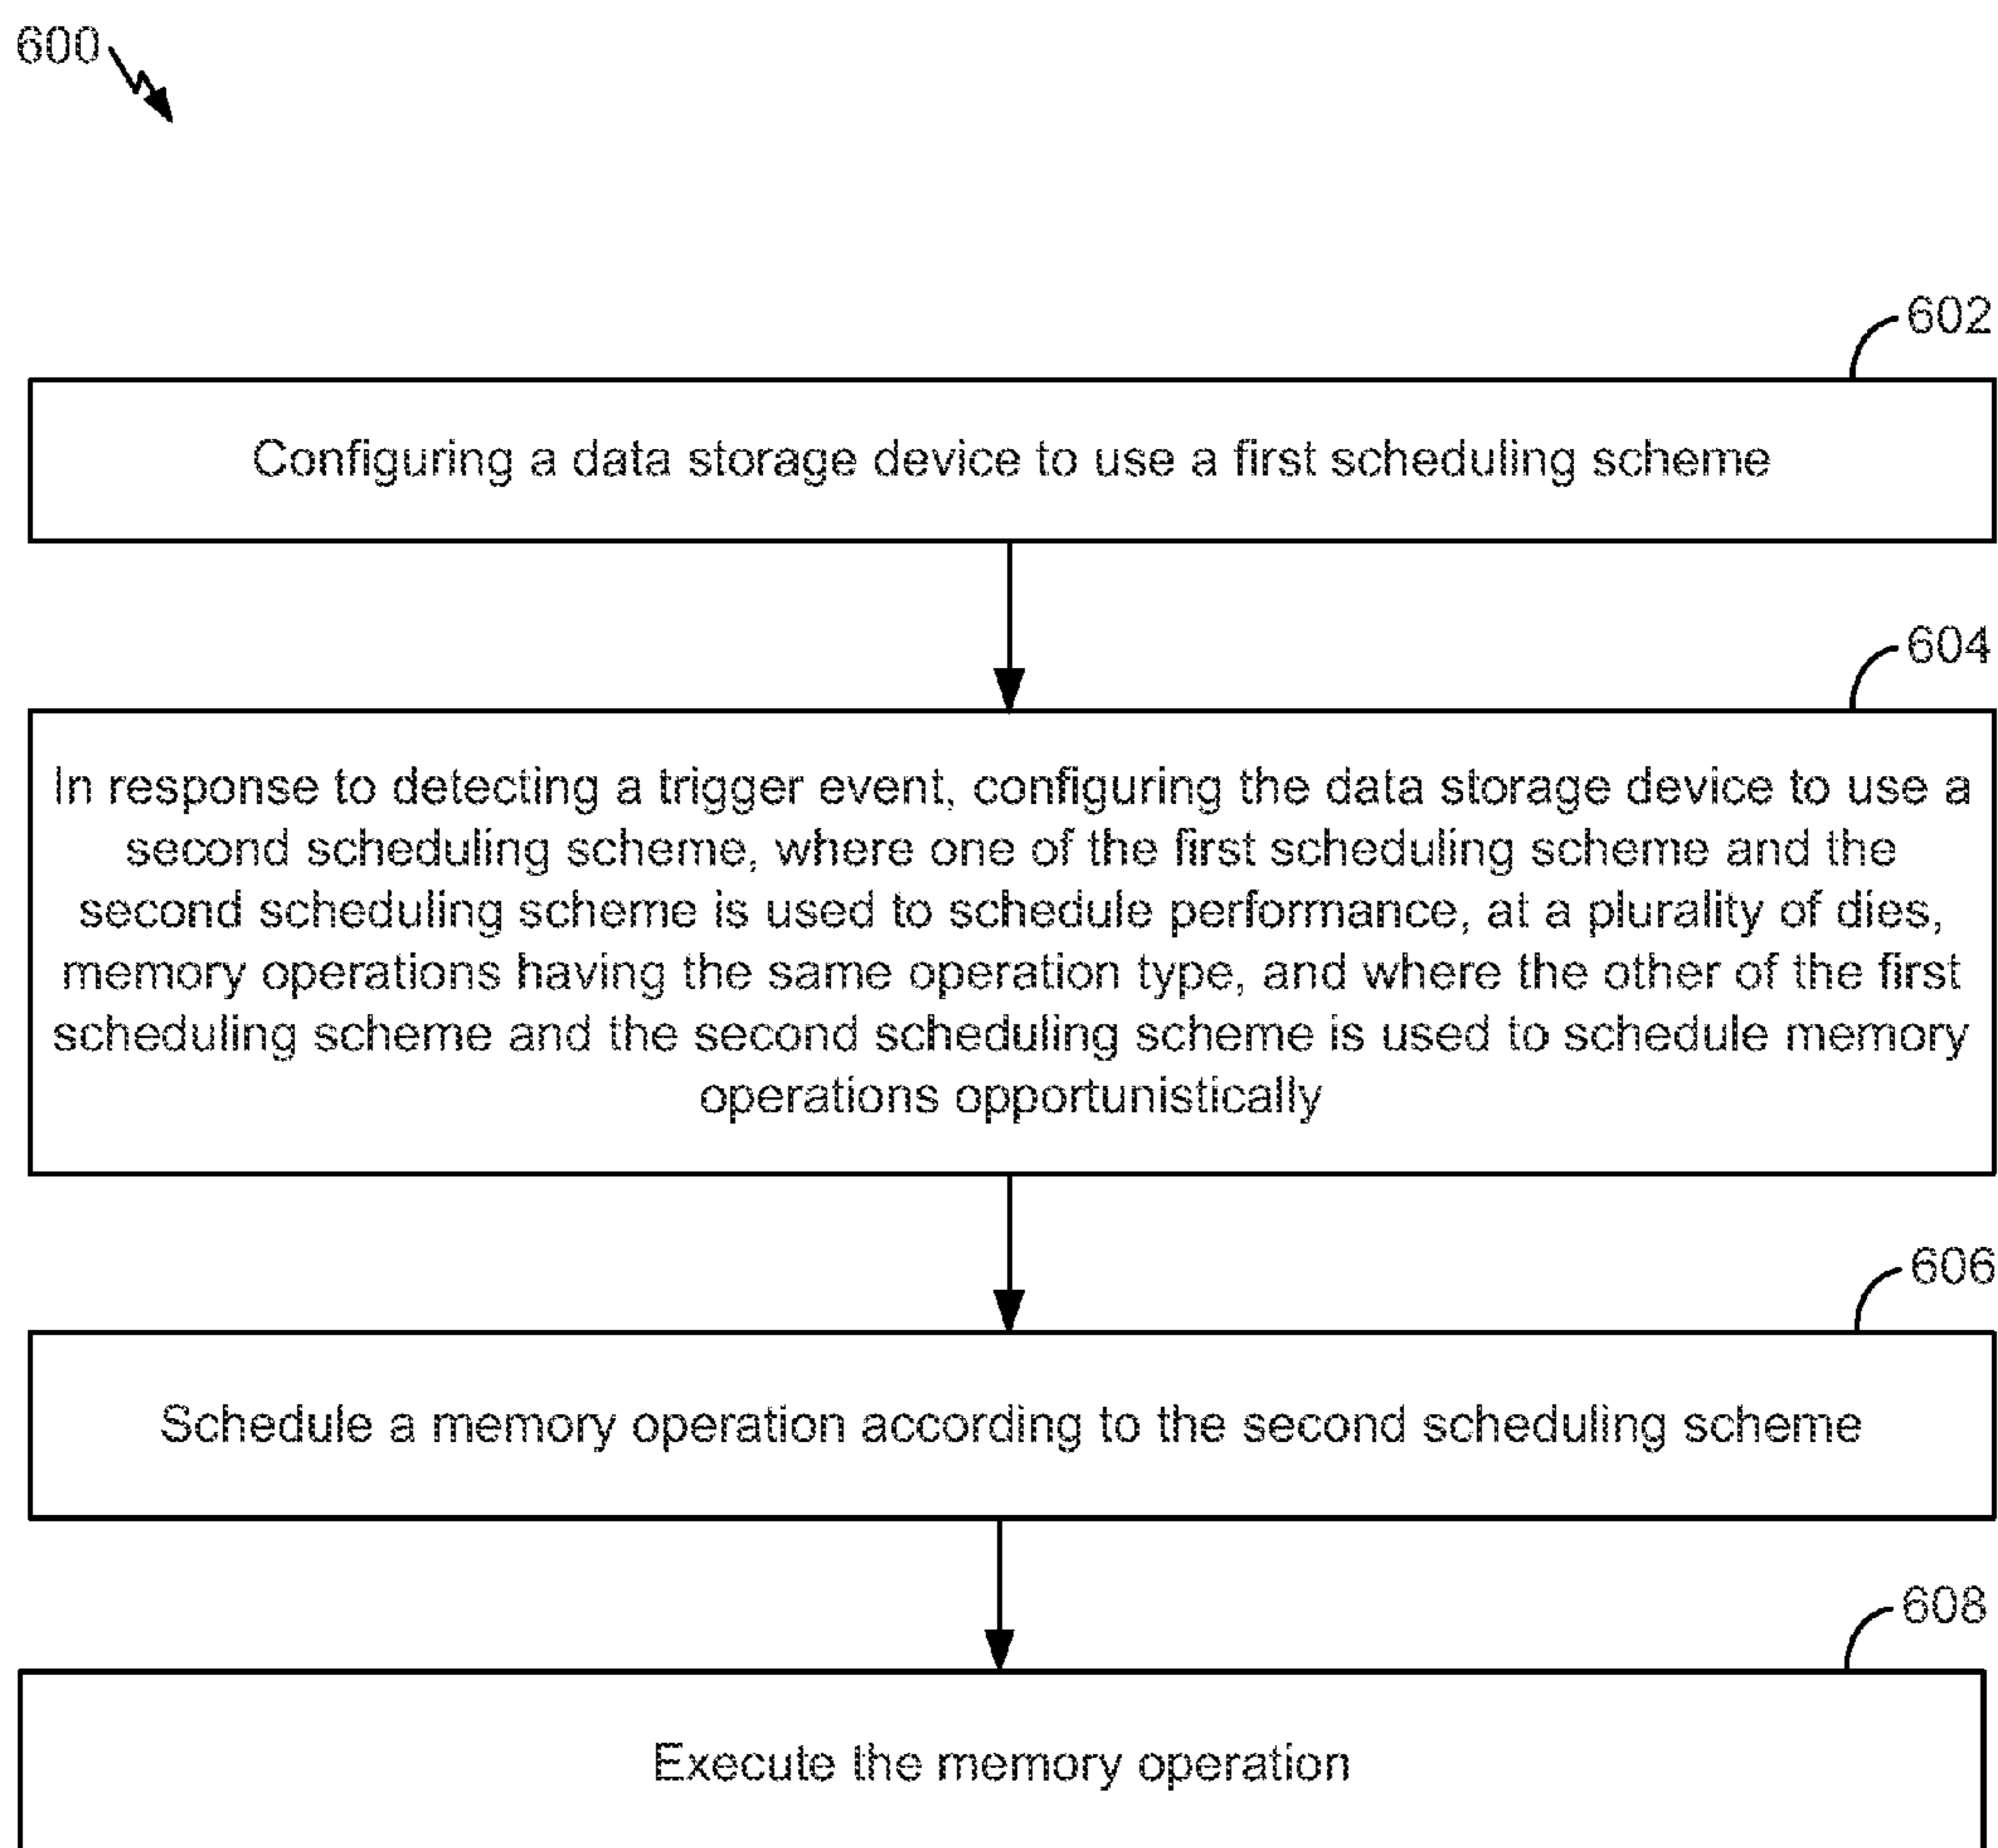 600
602
Configuring a data storage device to use a first scheduling scheme
604
In response to detecting a trigger event, configuring the data storage device to use a
second scheduling scheme, where one of the first scheduling scheme and the
second scheduling scheme is used to schedule performance, at a plurality of dies,
memory operations having the same operation type, and where the other of the first
scheduling scheme and the second scheduling scheme is used to schedule memory
operations opportunistically
606
Schedule a memory operation according to the second scheduling scheme
608
Execute the memory operation